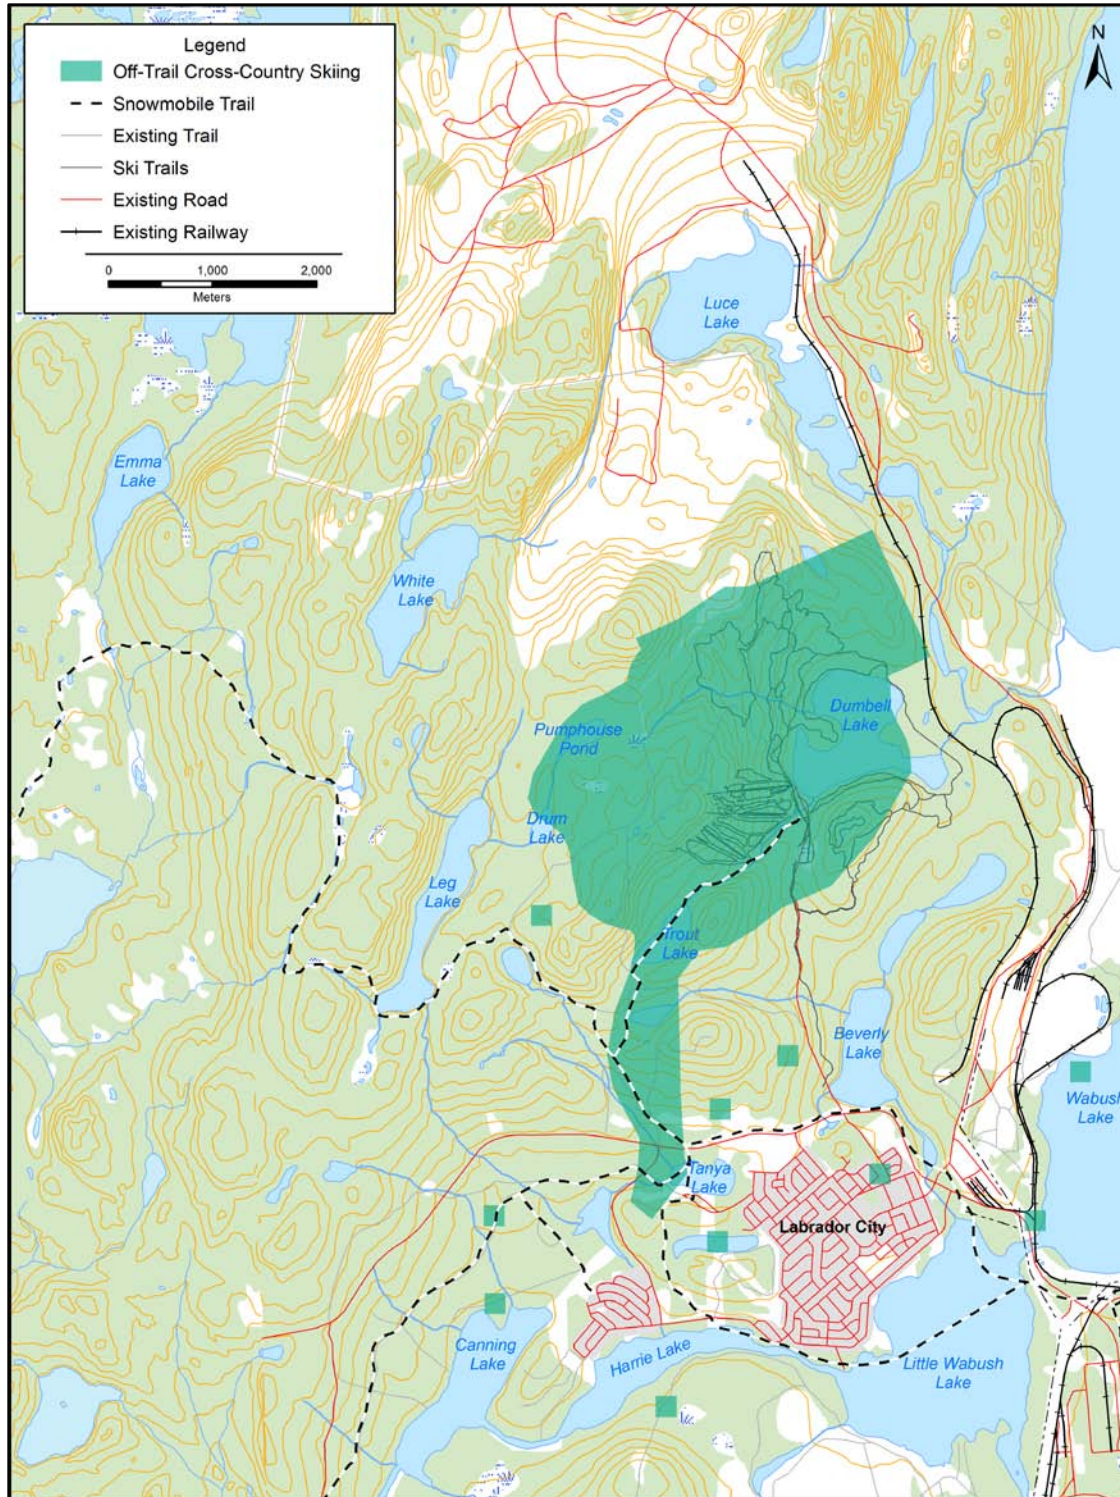 Legend
Off-Trail Cross-Country Skiing
Snowmobile Trail
Existing Trail
Ski Trails
Existing Road
Existing Railway
0 1,000 2,000
Meters
N
Luce
Lake
Emma
Lake
White
Lake
Dumbell
Lake
Pumphouse
Pond
Drum
Lake
Leg
Lake
Trout
Lake
Beverly
Lake
Wabush
Lake
Tanya
Lake
Labrador City
Canning
Lake
Harrie Lake
Little Wabush
Lake